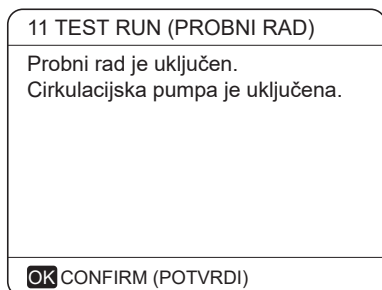 11 TEST RUN (PROBNI RAD)
Probni rad je uključen.
Cirkulacijska pumpa je uključena.
OK CONFIRM (POTVRDI)